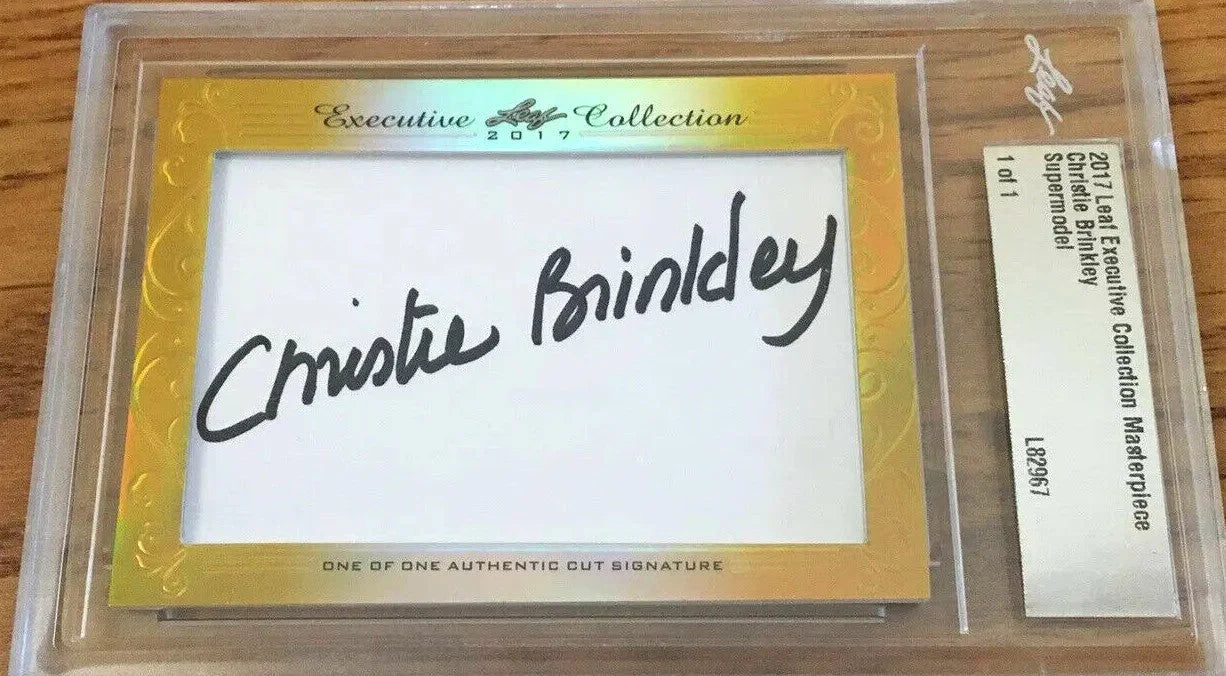 Executive Leaf Collection
2017
Christie Brinkley
ONE OF ONE AUTHENTIC CUT SIGNATURE
Leaf
2017 Leaf Executive Collection Masterpiece
Christie Brinkley
Supermodel
1 of 1
L82967